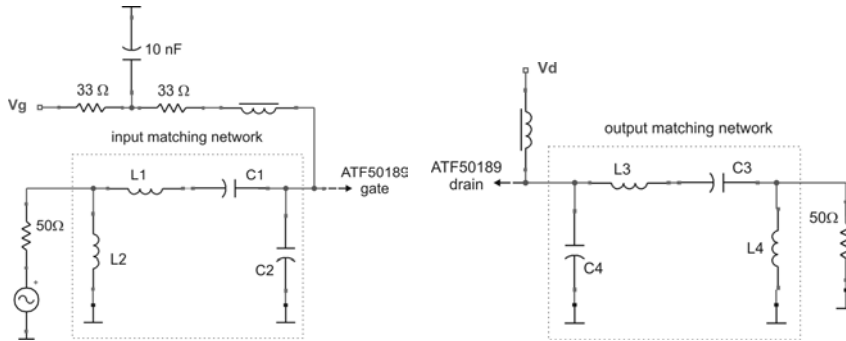 10 nF
33 Ω
33 Ω
Vg
input matching network
L1
C1
ATF50189
gate
50Ω
L2
C2
+
Vd
output matching network
ATF50189
drain
L3
C3
50Ω
C4
L4